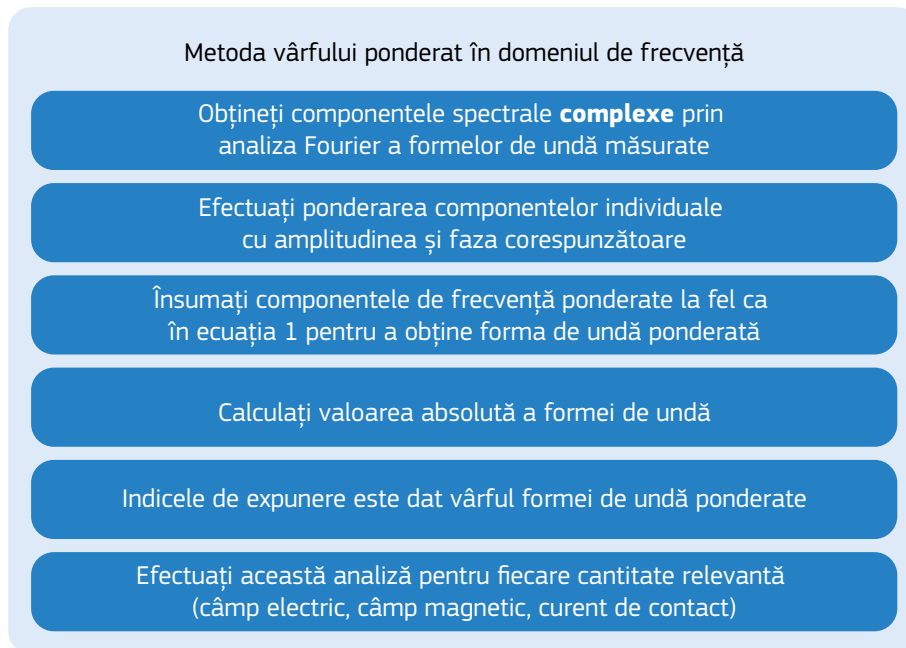 Metoda vârfului ponderat în domeniul de frecvență
Obțineți componentele spectrale complexe prin
analiza Fourier a formelor de undă măsurate
Efectuați ponderarea componentelor individuale
cu amplitudinea și faza corespunzătoare
Însumați componentele de frecvență ponderate la fel ca
în ecuația 1 pentru a obține forma de undă ponderată
Calculați valoarea absolută a formei de undă
Indicele de expunere este dat vârful formei de undă ponderate
Efectuați această analiză pentru fiecare cantitate relevantă
(câmp electric, câmp magnetic, curent de contact)